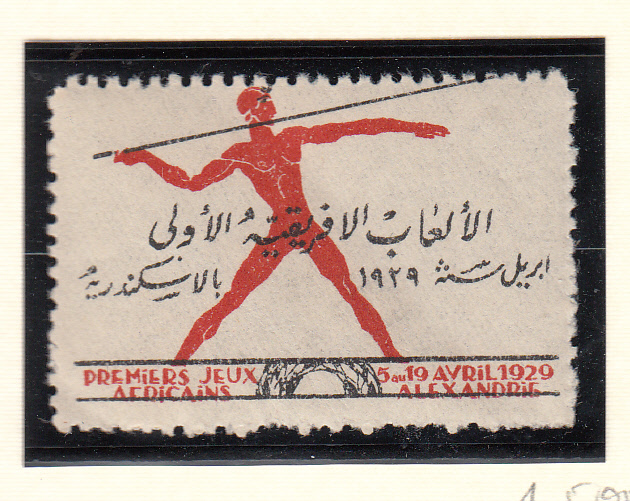 الألعاب الافريقية الأولى
ابريل سنة ١٩٢٩ بالاسكندرية
PREMIERS JEUX
AFRICAINS
5 au 19 AVRIL 1929
ALEXANDRIE